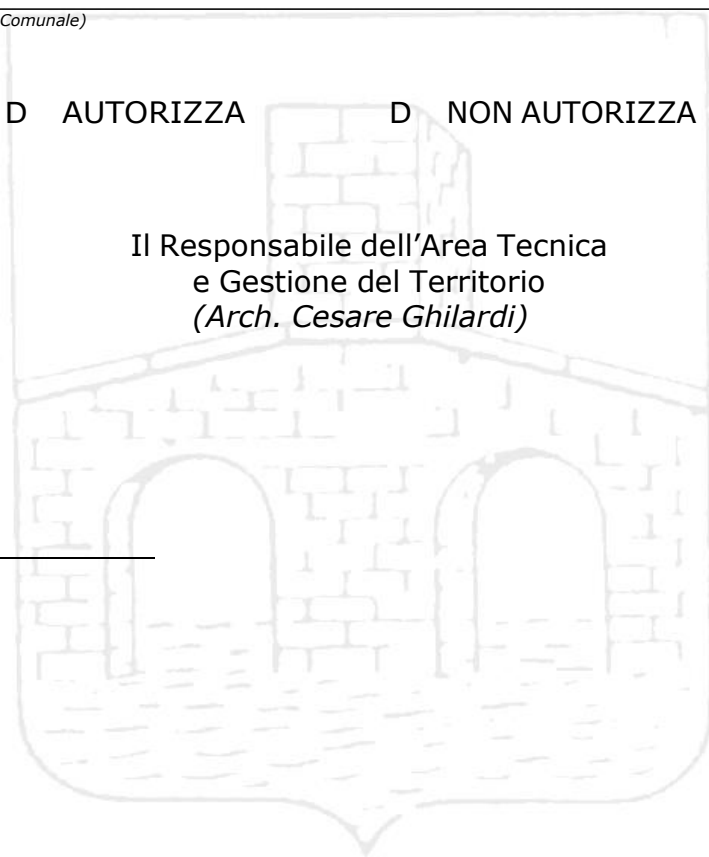 Comunale)
D AUTORIZZA D NON AUTORIZZA
Il Responsabile dell’Area Tecnica
e Gestione del Territorio
(Arch. Cesare Ghilardi)